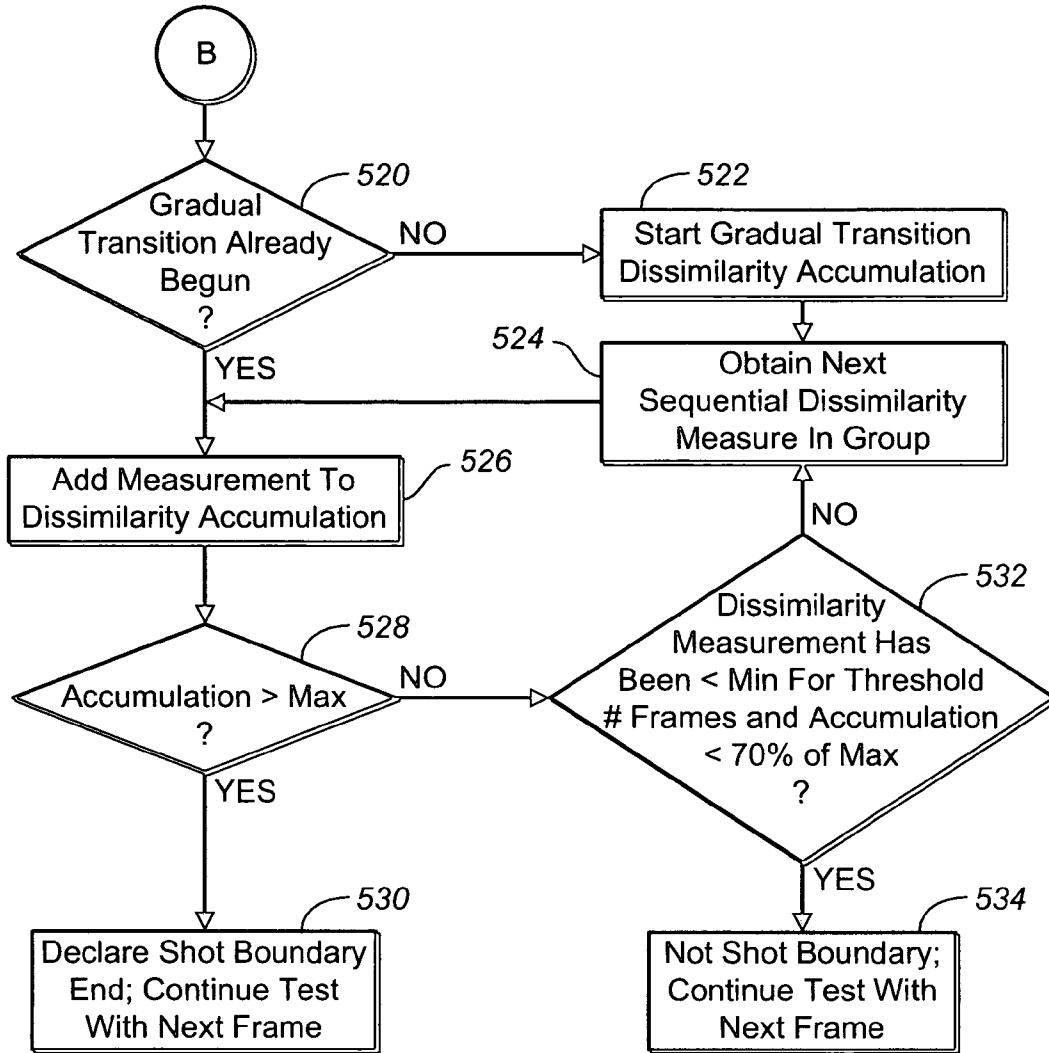 B
520
Gradual
Transition Already
Begun
?
NO
522
Start Gradual Transition
Dissimilarity Accumulation
YES
524
Obtain Next
Sequential Dissimilarity
Measure In Group
526
Add Measurement To
Dissimilarity Accumulation
NO
528
Accumulation > Max
?
NO
532
Dissimilarity
Measurement Has
Been < Min For Threshold
# Frames and Accumulation
< 70% of Max
?
YES
YES
530
Declare Shot Boundary
End; Continue Test
With Next Frame
534
Not Shot Boundary;
Continue Test With
Next Frame